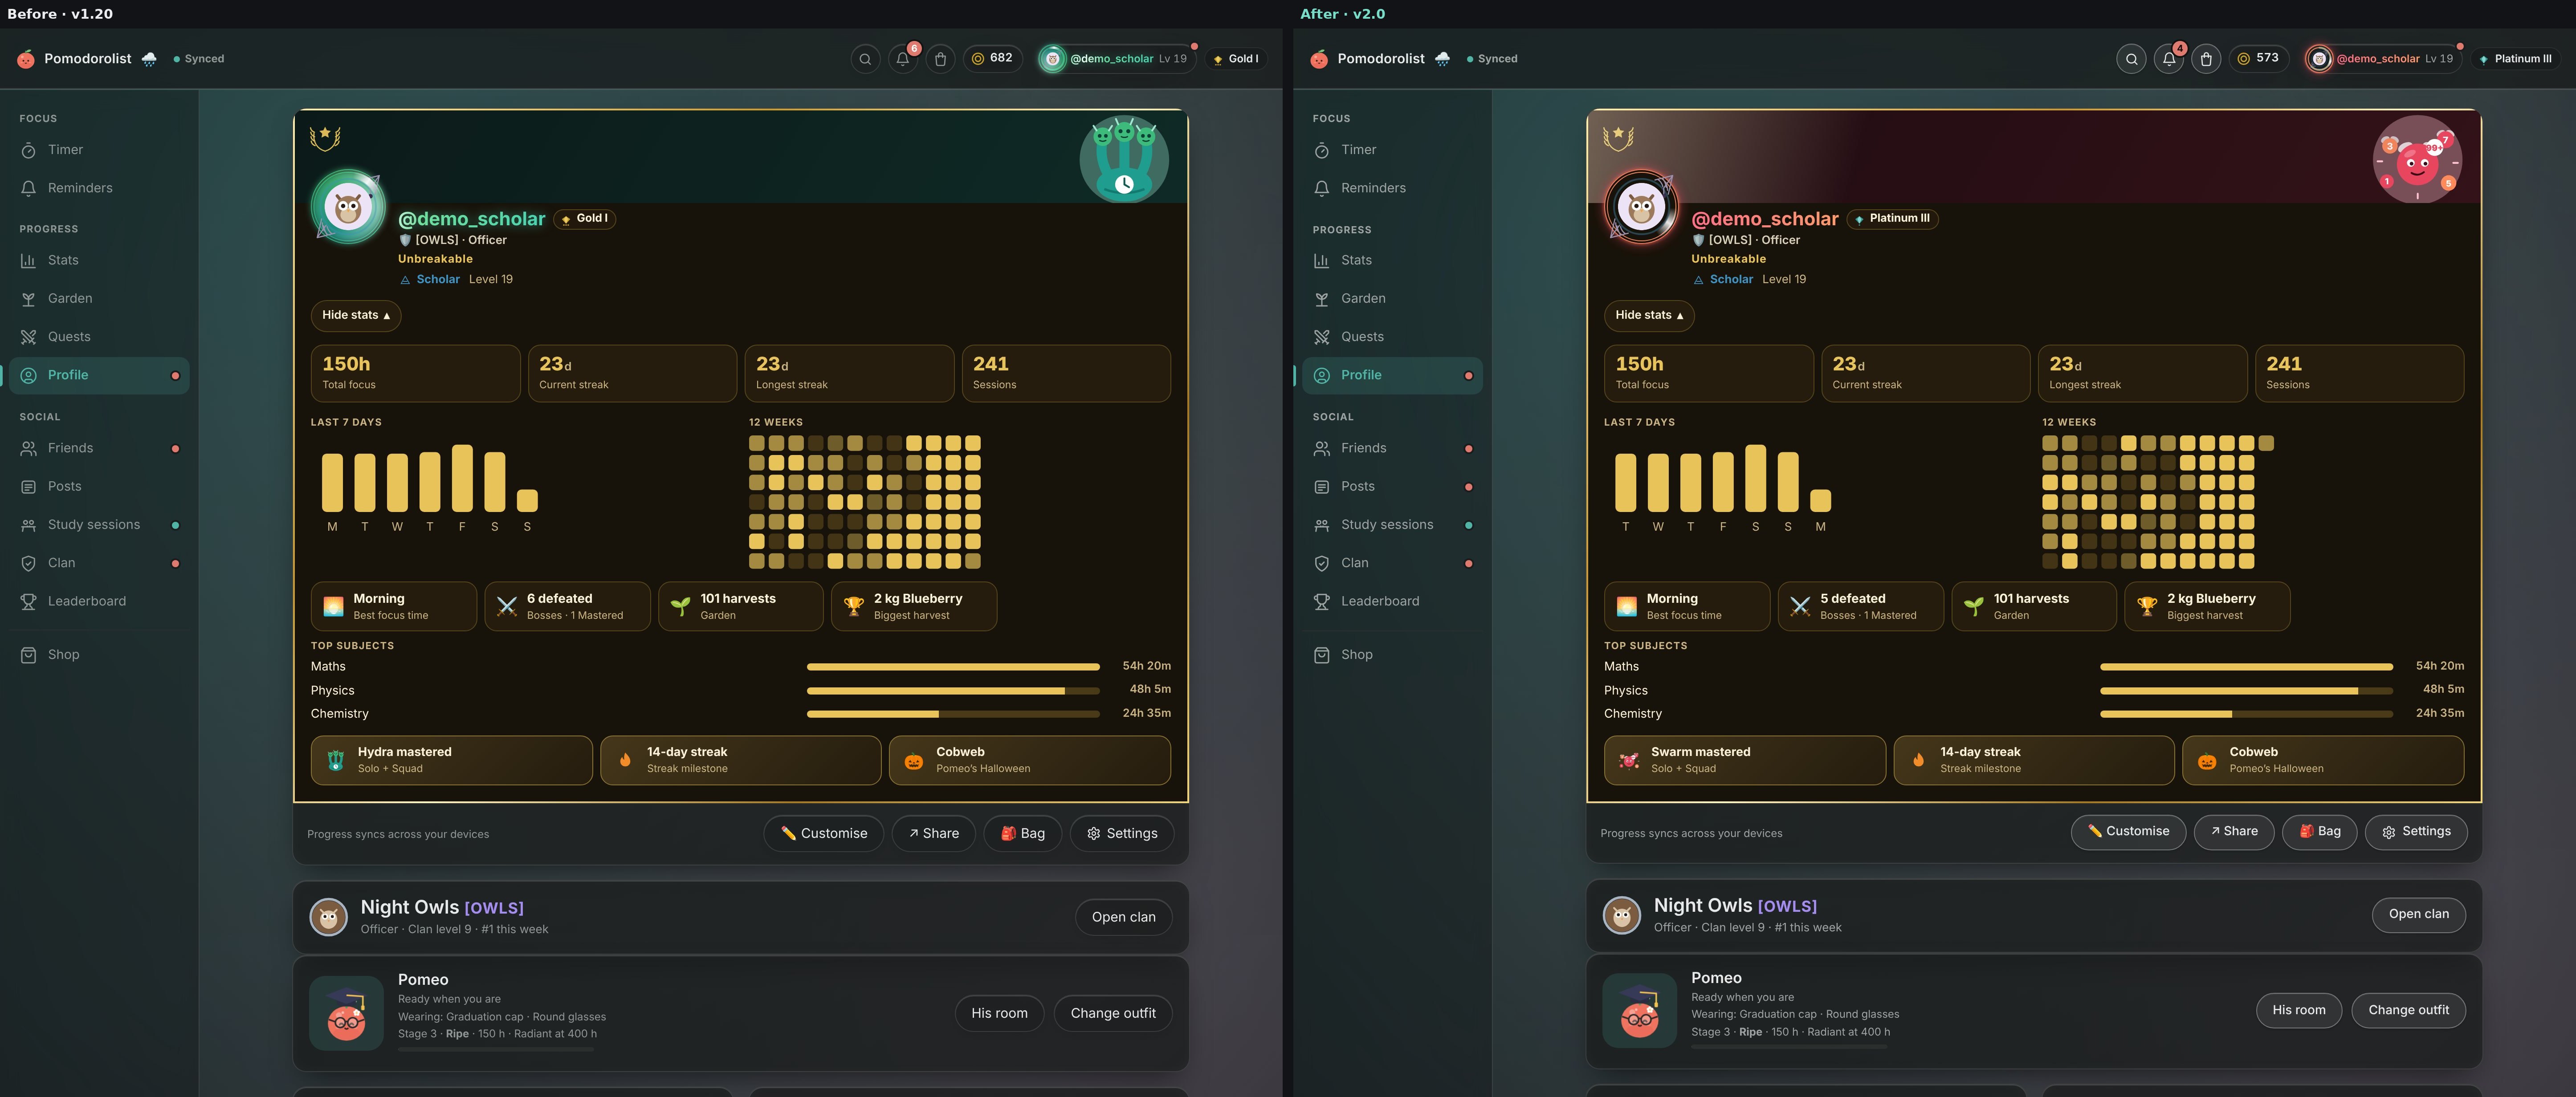 Before · v1.20
Pomodorolist
Synced
6
682
@demo_scholar Lv 19
Gold I
FOCUS
Timer
Reminders
PROGRESS
Stats
Garden
Quests
Profile
SOCIAL
Friends
Posts
Study sessions
Clan
Leaderboard
Shop
@demo_scholar Gold I
[OWLS] · Officer
Unbreakable
Scholar Level 19
Hide stats ▴
150h
Total focus
23d
Current streak
23d
Longest streak
241
Sessions
LAST 7 DAYS
M T W T F S S
12 WEEKS
Morning
Best focus time
6 defeated
Bosses · 1 Mastered
101 harvests
Garden
2 kg Blueberry
Biggest harvest
TOP SUBJECTS
Maths 54h 20m
Physics 48h 5m
Chemistry 24h 35m
Hydra mastered
Solo + Squad
14-day streak
Streak milestone
Cobweb
Pomeo's Halloween
Progress syncs across your devices
Customise
↗ Share
Bag
Settings
Night Owls [OWLS]
Officer · Clan level 9 · #1 this week
Open clan
Pomeo
Ready when you are
Wearing: Graduation cap · Round glasses
Stage 3 · Ripe · 150 h · Radiant at 400 h
His room
Change outfit
After · v2.0
Pomodorolist
Synced
4
573
@demo_scholar Lv 19
Platinum III
FOCUS
Timer
Reminders
PROGRESS
Stats
Garden
Quests
Profile
SOCIAL
Friends
Posts
Study sessions
Clan
Leaderboard
Shop
3
99+
7
1
5
@demo_scholar Platinum III
[OWLS] · Officer
Unbreakable
Scholar Level 19
Hide stats ▴
150h
Total focus
23d
Current streak
23d
Longest streak
241
Sessions
LAST 7 DAYS
T W T F S S M
12 WEEKS
Morning
Best focus time
5 defeated
Bosses · 1 Mastered
101 harvests
Garden
2 kg Blueberry
Biggest harvest
TOP SUBJECTS
Maths 54h 20m
Physics 48h 5m
Chemistry 24h 35m
Swarm mastered
Solo + Squad
14-day streak
Streak milestone
Cobweb
Pomeo's Halloween
Progress syncs across your devices
Customise
↗ Share
Bag
Settings
Night Owls [OWLS]
Officer · Clan level 9 · #1 this week
Open clan
Pomeo
Ready when you are
Wearing: Graduation cap · Round glasses
Stage 3 · Ripe · 150 h · Radiant at 400 h
His room
Change outfit